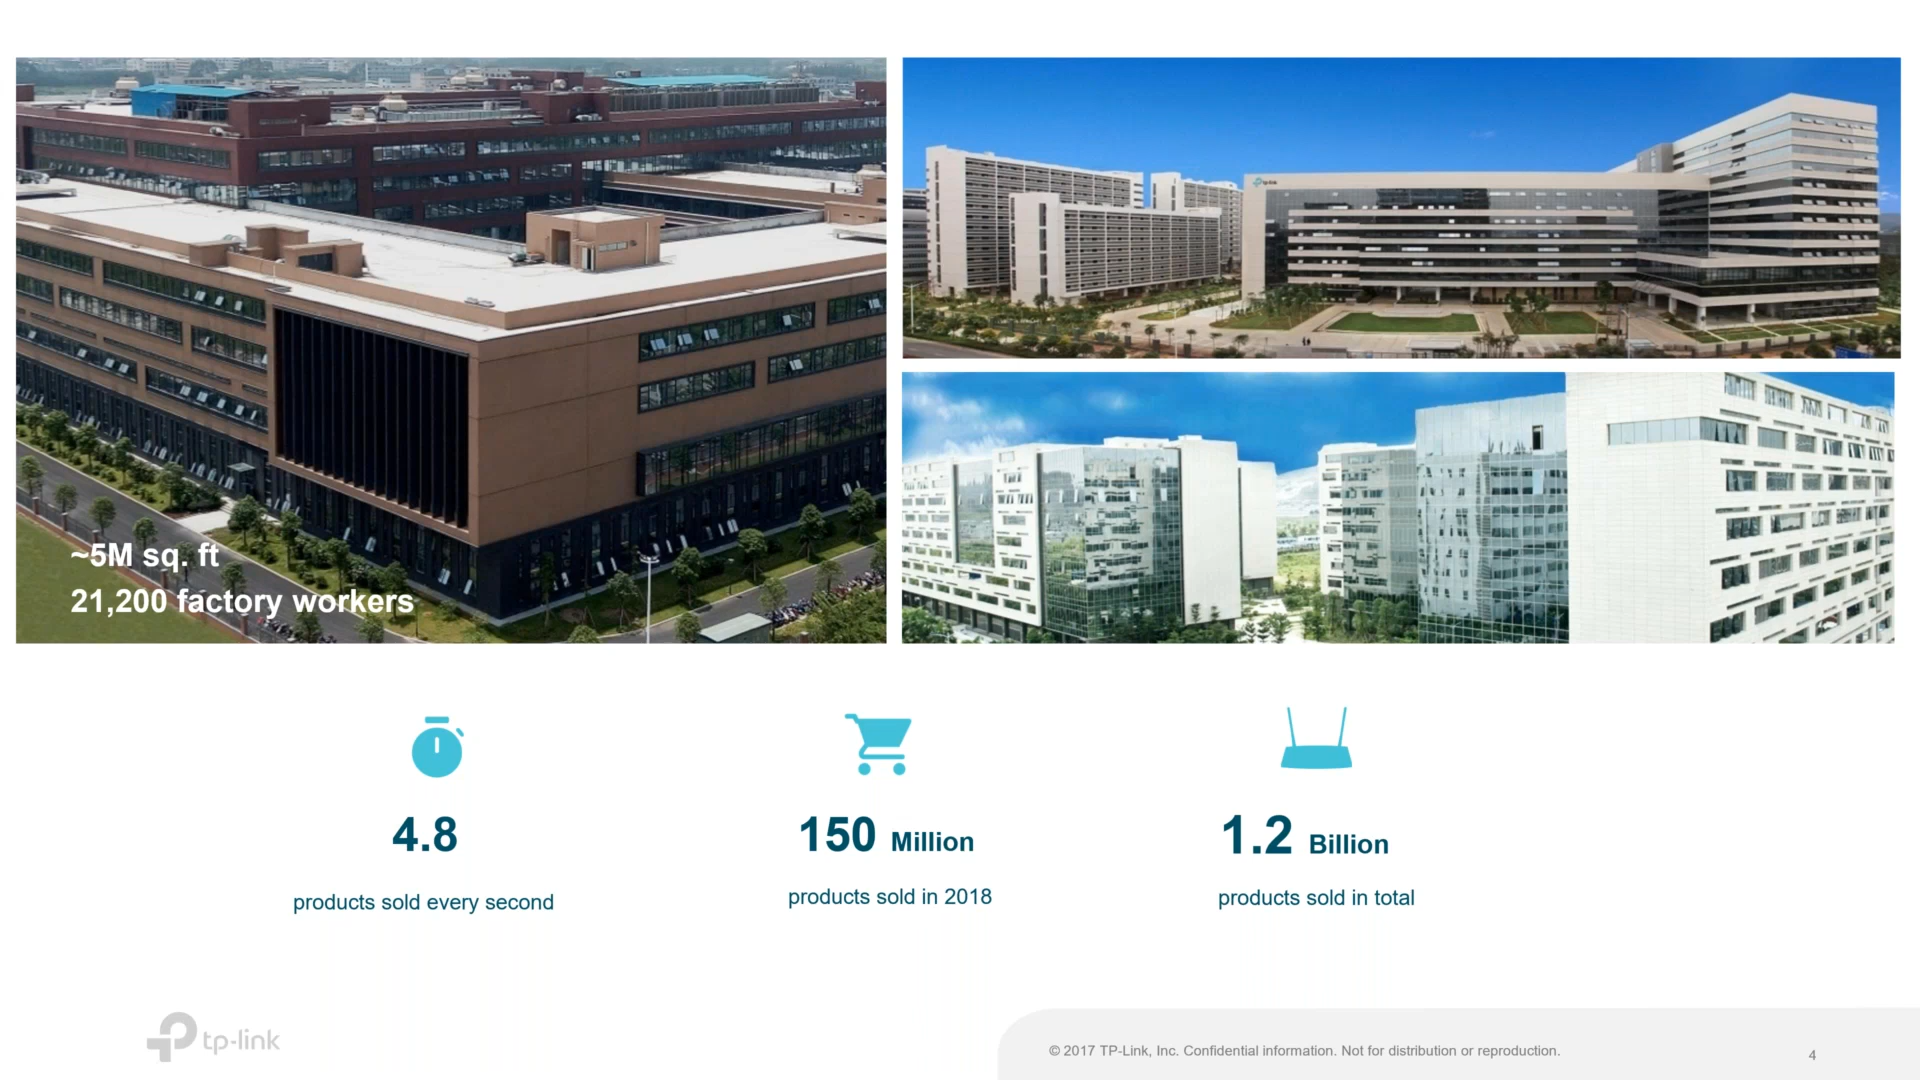 tp-link
~5M sq. ft
21,200 factory workers
4.8
products sold every second
150 Million
products sold in 2018
1.2 Billion
products sold in total
tp-link
© 2017 TP-Link, Inc. Confidential information. Not for distribution or reproduction.
4